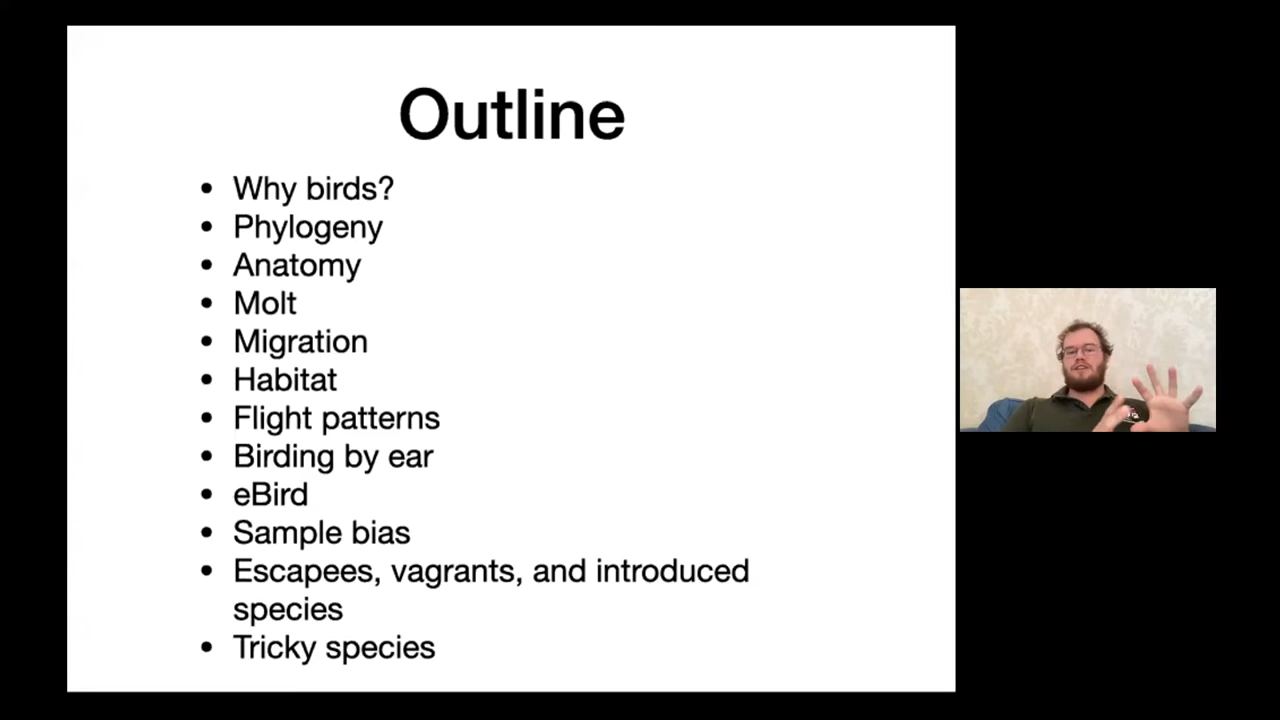 Outline
• Why birds?
• Phylogeny
• Anatomy
• Molt
• Migration
• Habitat
• Flight patterns
• Birding by ear
• eBird
• Sample bias
• Escapees, vagrants, and introduced
species
• Tricky species